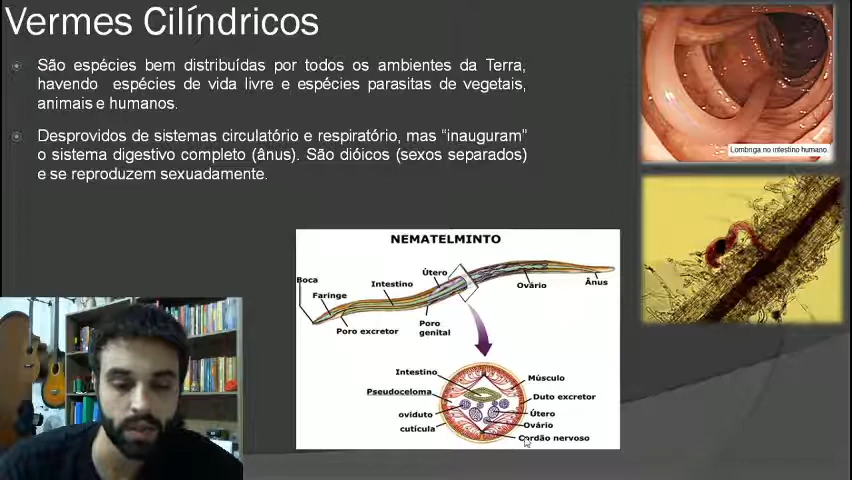 Vermes Cilíndricos
São espécies bem distribuídas por todos os ambientes da Terra,
havendo espécies de vida livre e espécies parasitas de vegetais,
animais e humanos.
Desprovidos de sistemas circulatório e respiratório, mas “inauguram”
o sistema digestivo completo (ânus). São dióicos (sexos separados)
e se reproduzem sexuadamente.
Lombriga no intestino humano.
NEMATELMINTO
Boca
Faringe
Intestino
Útero
Ovário
Ânus
Poro excretor
Poro
genital
Intestino
Pseudoceloma
oviduto
cutícula
Músculo
Duto excretor
Útero
Ovário
Cordão nervoso